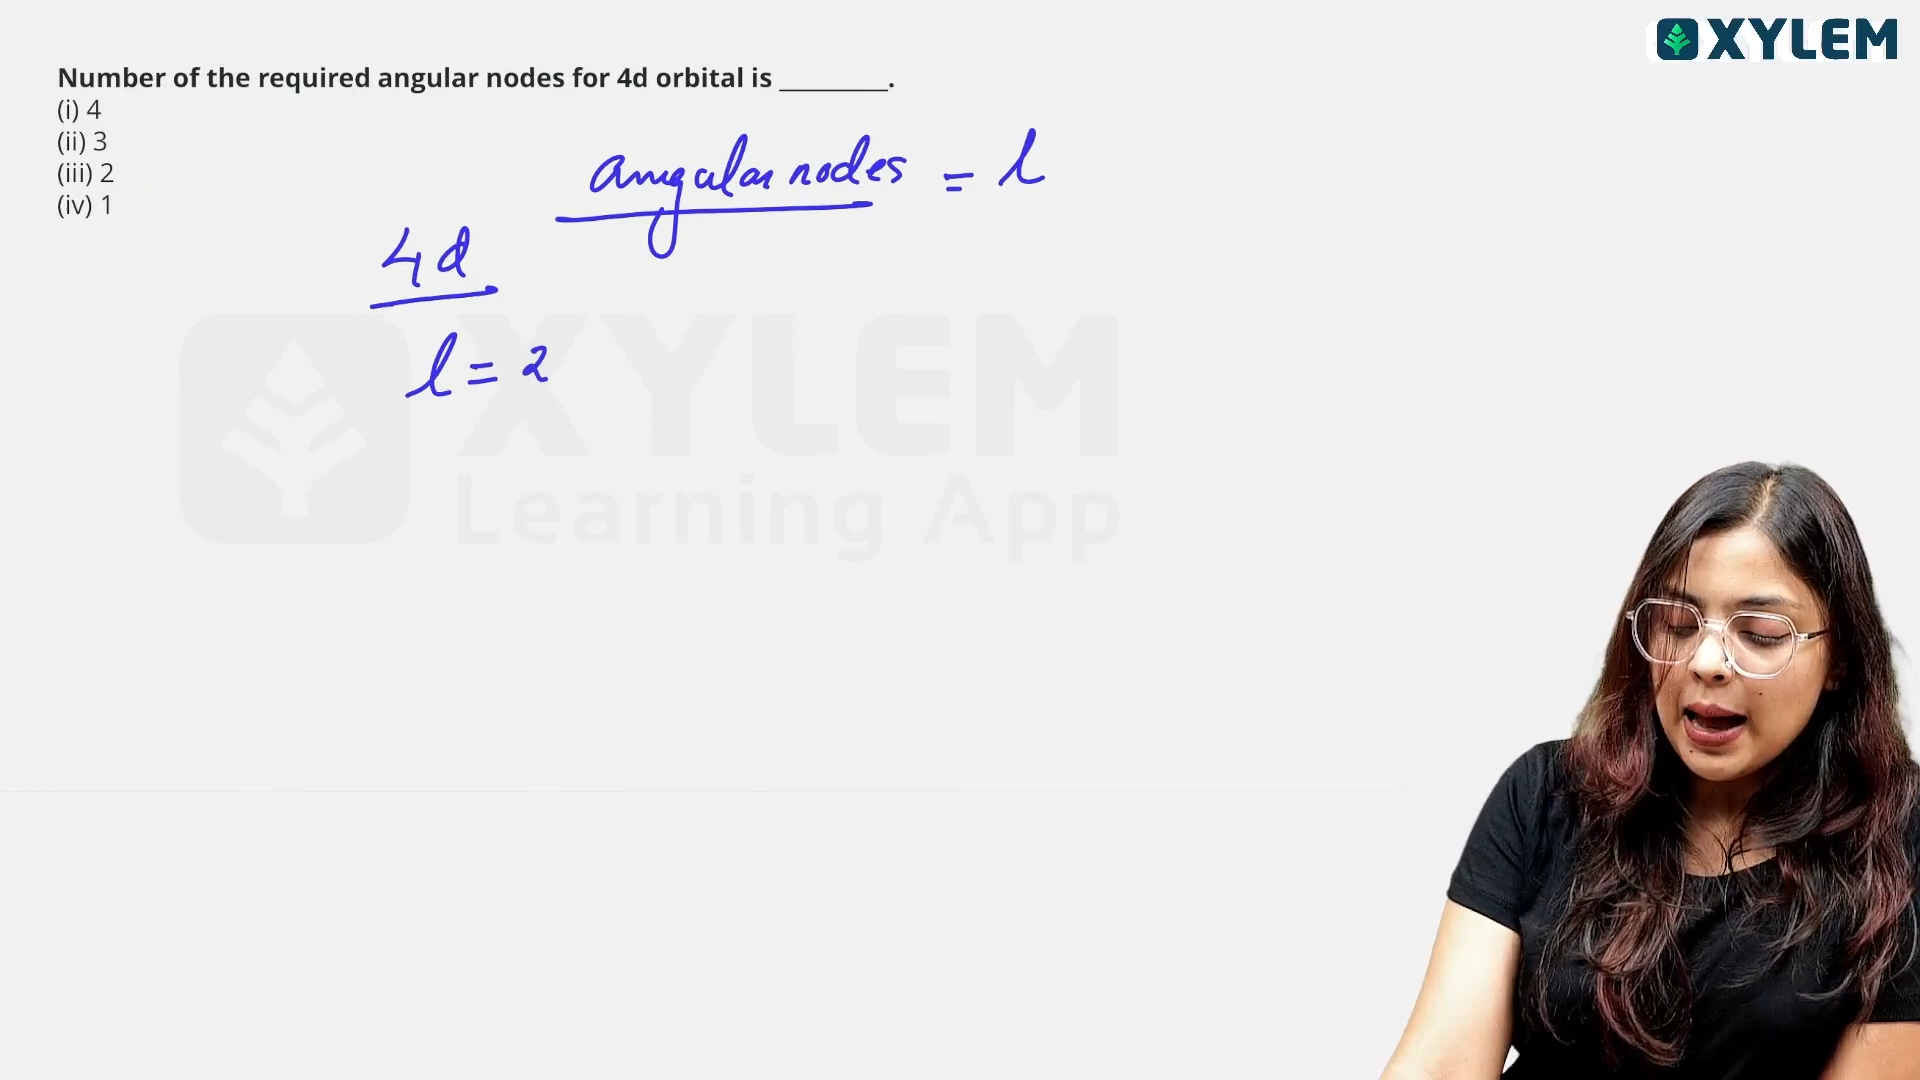 XYLEM
Number of the required angular nodes for 4d orbital is _________.
(i) 4
(ii) 3
(iii) 2
(iv) 1
angular nodes = l
4d
l = 2
XYLEM
Learning App